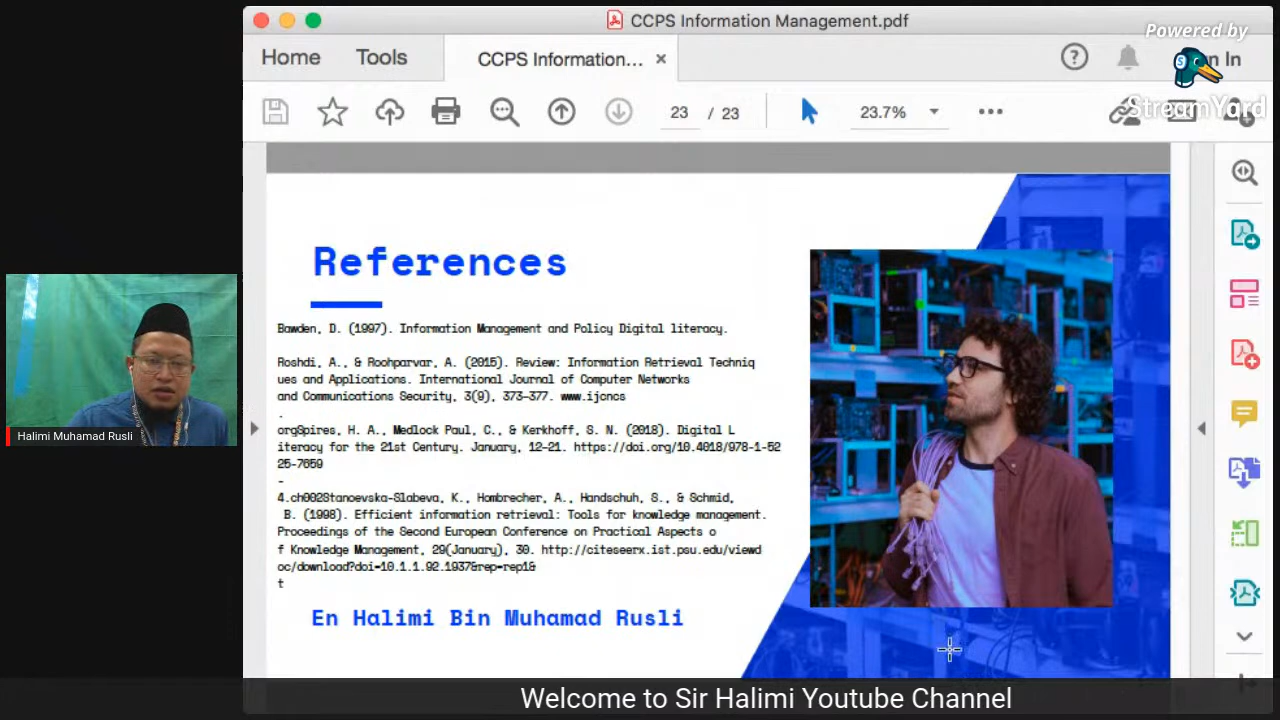 CCPS Information Management.pdf
Powered by
Home
Tools
CCPS Information...
n In
StreamYard
23 / 23
23.7%
References
Bawden, D. (1997). Information Management and Policy Digital literacy.
Roshdi, A., & Roohparvar, A. (2015). Review: Information Retrieval Techniq
ues and Applications. International Journal of Computer Networks
and Communications Security, 3(9), 373–377. www.ijcncs
.
orgSpires, H. A., Medlock Paul, C., & Kerkhoff, S. N. (2018). Digital L
iteracy for the 21st Century. January, 12–21. https://doi.org/10.4018/978-1-52
25-7659
-
4.ch002Stanoevska-Slabeva, K., Hombrecher, A., Handschuh, S., & Schmid,
B. (1998). Efficient information retrieval: Tools for knowledge management.
Proceedings of the Second European Conference on Practical Aspects o
f Knowledge Management, 29(January), 30. http://citeseerx.ist.psu.edu/viewd
oc/download?doi=10.1.1.92.1937&rep=rep1&
t
En Halimi Bin Muhamad Rusli
Halimi Muhamad Rusli
Welcome to Sir Halimi Youtube Channel